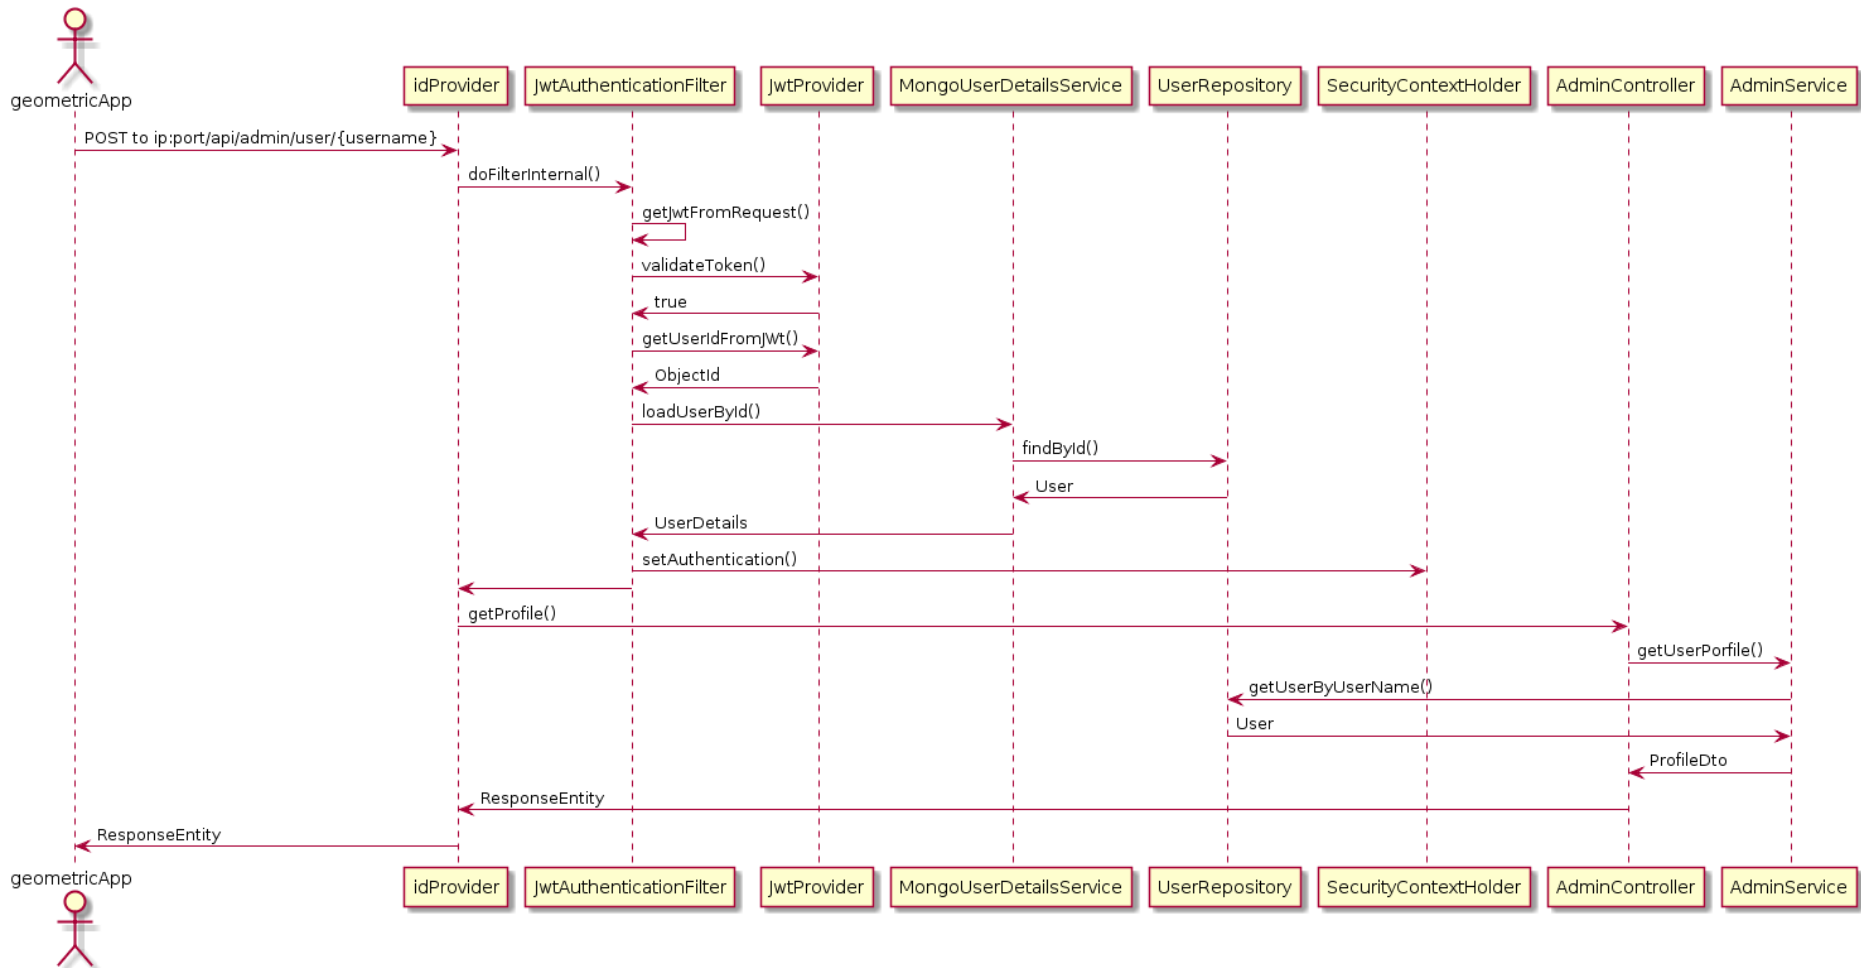 geometricApp
idProvider
JwtAuthenticationFilter
JwtProvider
MongoUserDetailsService
UserRepository
SecurityContextHolder
AdminController
AdminService
POST to ip:port/api/admin/user/{username}
doFilterInternal()
getJwtFromRequest()
validateToken()
true
getUserIdFromJWt()
ObjectId
loadUserById()
findById()
User
UserDetails
setAuthentication()
getProfile()
getUserPorfile()
getUserByUserName()
User
ProfileDto
ResponseEntity
ResponseEntity
geometricApp
idProvider
JwtAuthenticationFilter
JwtProvider
MongoUserDetailsService
UserRepository
SecurityContextHolder
AdminController
AdminService